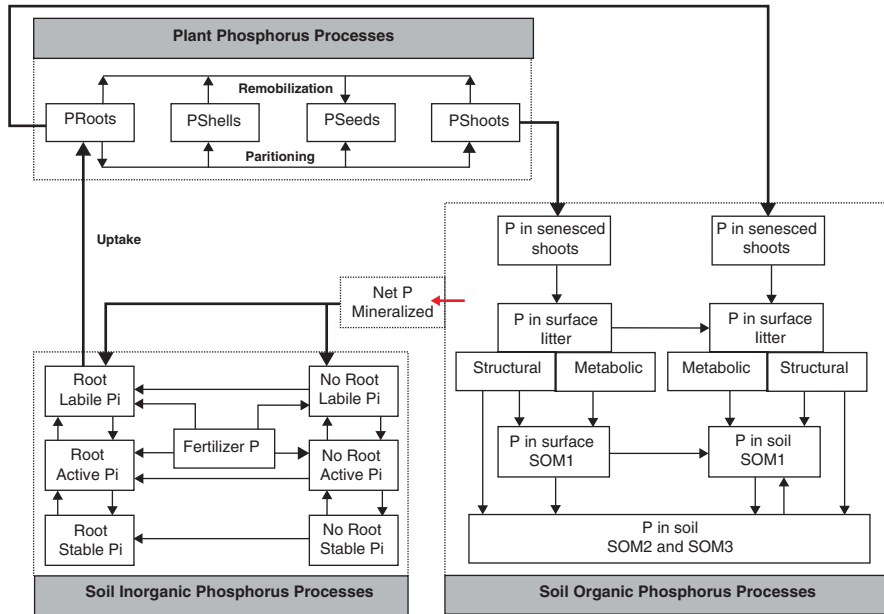 Plant Phosphorus Processes
Remobilization
PRoots
PShells
PSeeds
PShoots
Paritioning
Uptake
Net P
Mineralized
P in senesced
shoots
P in senesced
shoots
P in surface
litter
P in surface
litter
Structural
Metabolic
Metabolic
Structural
P in surface
SOM1
P in soil
SOM1
P in soil
SOM2 and SOM3
Soil Organic Phosphorus Processes
Root
Labile Pi
No Root
Labile Pi
Fertilizer P
Root
Active Pi
No Root
Active Pi
Root
Stable Pi
No Root
Stable Pi
Soil Inorganic Phosphorus Processes